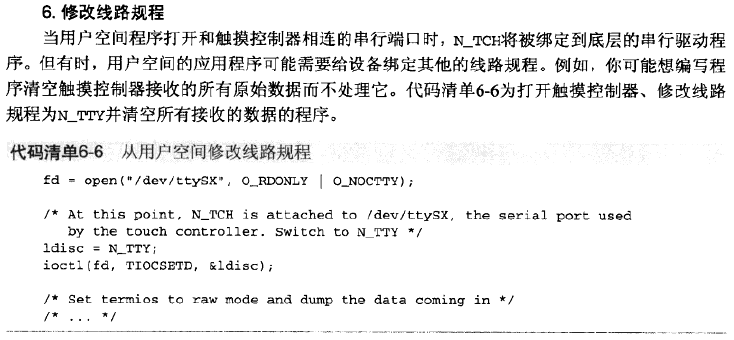 6. 修改线路规程
当用户空间程序打开和触摸控制器相连的串行端口时，N_TCH将被绑定到底层的串行驱动程
序。但有时，用户空间的应用程序可能需要给设备绑定其他的线路规程。例如，你可能想编写程
序清空触摸控制器接收的所有原始数据而不处理它。代码清单6-6为打开触摸控制器、修改线路
规程为N_TTY并清空所有接收的数据的程序。
代码清单6-6 从用户空间修改线路规程
fd = open("/dev/ttySX", O_RDONLY | O_NOCTTY);
/* At this point, N_TCH is attached to /dev/ttySX, the serial port used
by the touch controller. Switch to N_TTY */
ldisc = N_TTY;
ioctl(fd, TIOCSETD, &ldisc);
/* Set termios to raw mode and dump the data coming in */
/* ... */